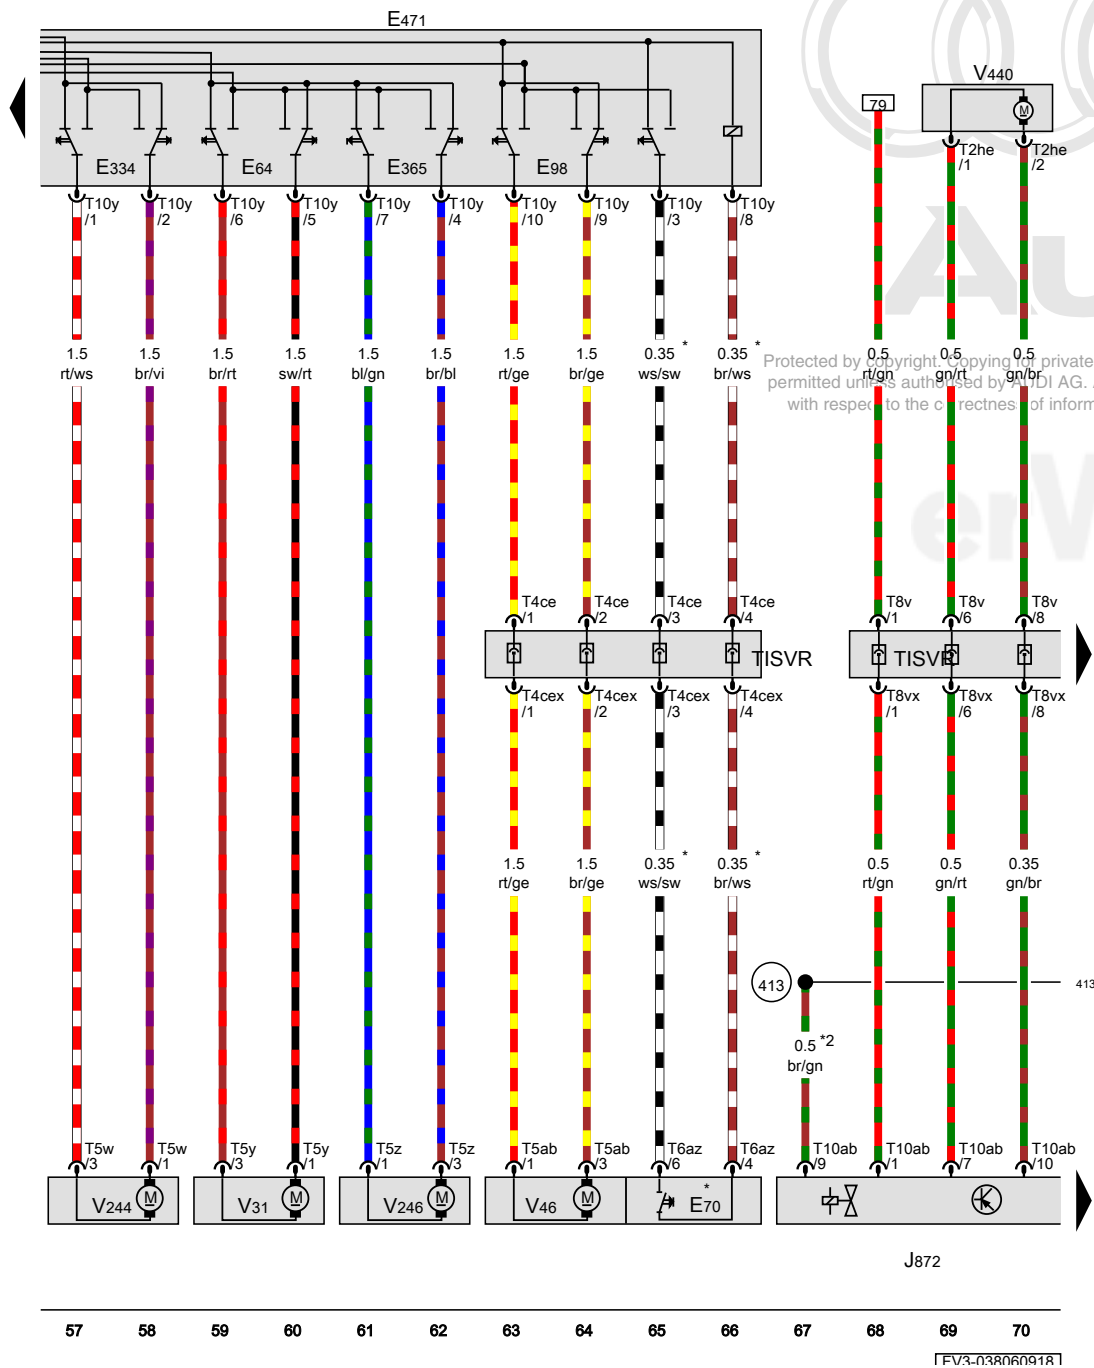 E471
V440
79
M
T2he
/1
T2he
/2
E334
E64
E365
E98
T10y
/1
T10y
/2
T10y
/6
T10y
/5
T10y
/7
T10y
/4
T10y
/10
T10y
/9
T10y
/3
T10y
/8
Au
1.5
rt/ws
1.5
br/vi
1.5
br/rt
1.5
sw/rt
1.5
bl/gn
1.5
br/bl
1.5
rt/ge
1.5
br/ge
0.35 *
ws/sw
0.35 *
br/ws
0.5
rt/gn
0.5
gn/rt
0.5
gn/br
Protected by copyright. Copying for private
permitted unless authorised by AUDI AG.
with respect to the correctness of inform
erW
T4ce
/1
T4ce
/2
T4ce
/3
T4ce
/4
T8v
/1
T8v
/6
T8v
/8
TISVR
TISVR
T4cex
/1
T4cex
/2
T4cex
/3
T4cex
/4
T8vx
/1
T8vx
/6
T8vx
/8
1.5
rt/ge
1.5
br/ge
0.35 *
ws/sw
0.35 *
br/ws
0.5
rt/gn
0.5
gn/rt
0.35
gn/br
413
413
0.5 *2
br/gn
T5w
/3
T5w
/1
T5y
/3
T5y
/1
T5z
/1
T5z
/3
T5ab
/1
T5ab
/3
T6az
/6
T6az
/4
T10ab
/9
T10ab
/1
T10ab
/7
T10ab
/10
V244 M
V31 M
V246 M
V46 M
* E70
J872
57 58 59 60 61 62 63 64 65 66 67 68 69 70
EV3-038060918